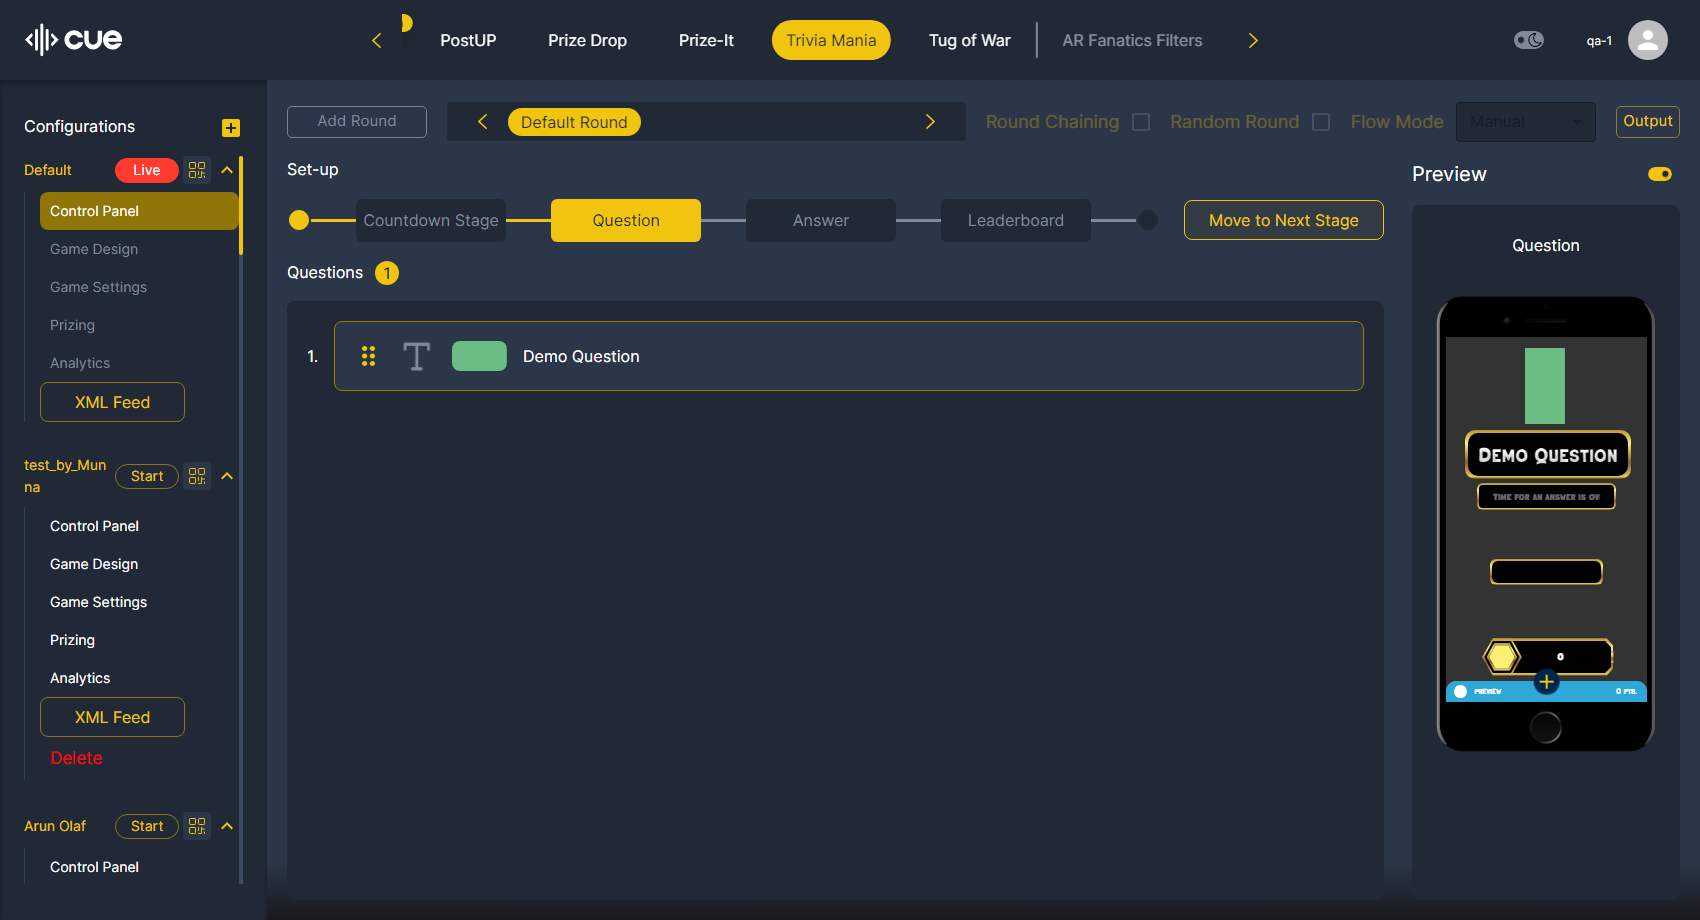 cue
PostUP
Prize Drop
Prize-It
Trivia Mania
Tug of War
AR Fanatics Filters
qa-1
Configurations
Default
Live
Control Panel
Game Design
Game Settings
Prizing
Analytics
XML Feed
test_by_Mun
na
Start
Control Panel
Game Design
Game Settings
Prizing
Analytics
XML Feed
Delete
Arun Olaf
Start
Control Panel
Add Round
Default Round
Round Chaining
Random Round
Flow Mode
Manual
Output
Set-up
Countdown Stage
Question
Answer
Leaderboard
Move to Next Stage
Questions 1
1.
Demo Question
Preview
Question
Demo Question
Time for an answer is ov
0
PREVIEW
0 PTS.